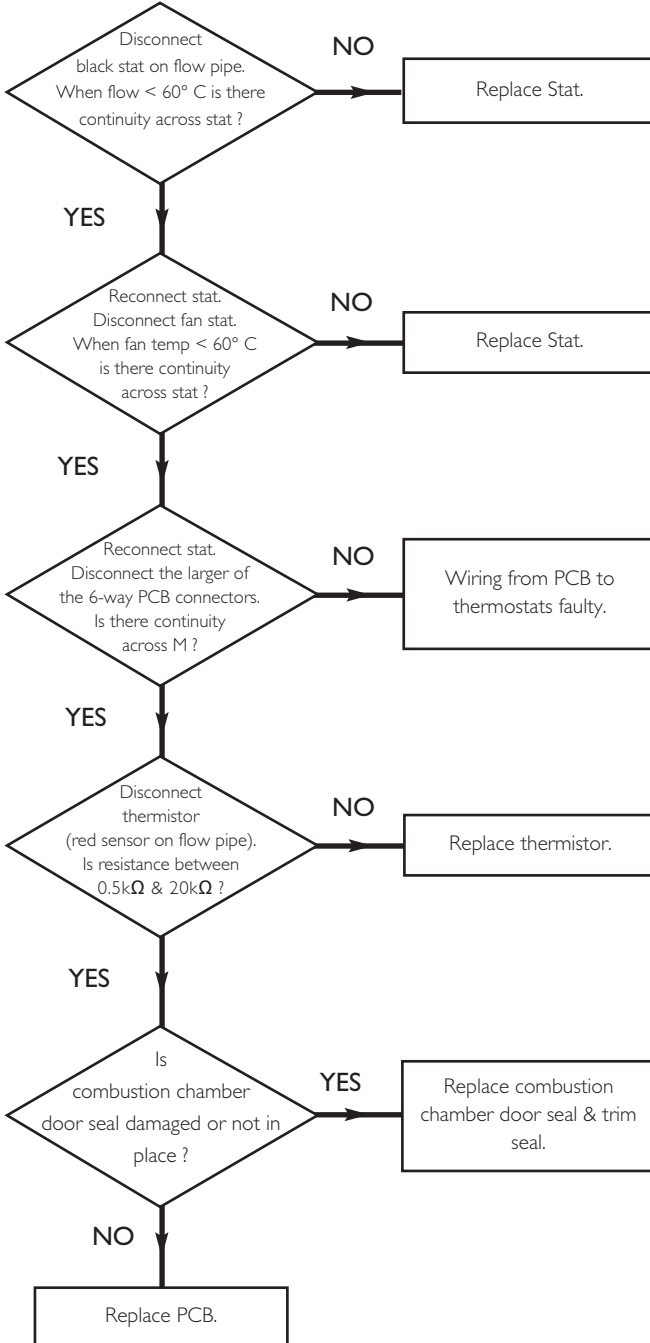 Disconnect
black stat on flow pipe.
When flow < 60° C is there
continuity across stat ?
NO
Replace Stat.
YES
Reconnect stat.
Disconnect fan stat.
When fan temp < 60° C
is there continuity
across stat ?
NO
Replace Stat.
YES
Reconnect stat.
Disconnect the larger of
the 6-way PCB connectors.
Is there continuity
across M ?
NO
Wiring from PCB to
thermostats faulty.
YES
Disconnect
thermistor
(red sensor on flow pipe).
Is resistance between
0.5kΩ & 20kΩ ?
NO
Replace thermistor.
YES
Is
combustion chamber
door seal damaged or not in
place ?
YES
Replace combustion
chamber door seal & trim
seal.
NO
Replace PCB.